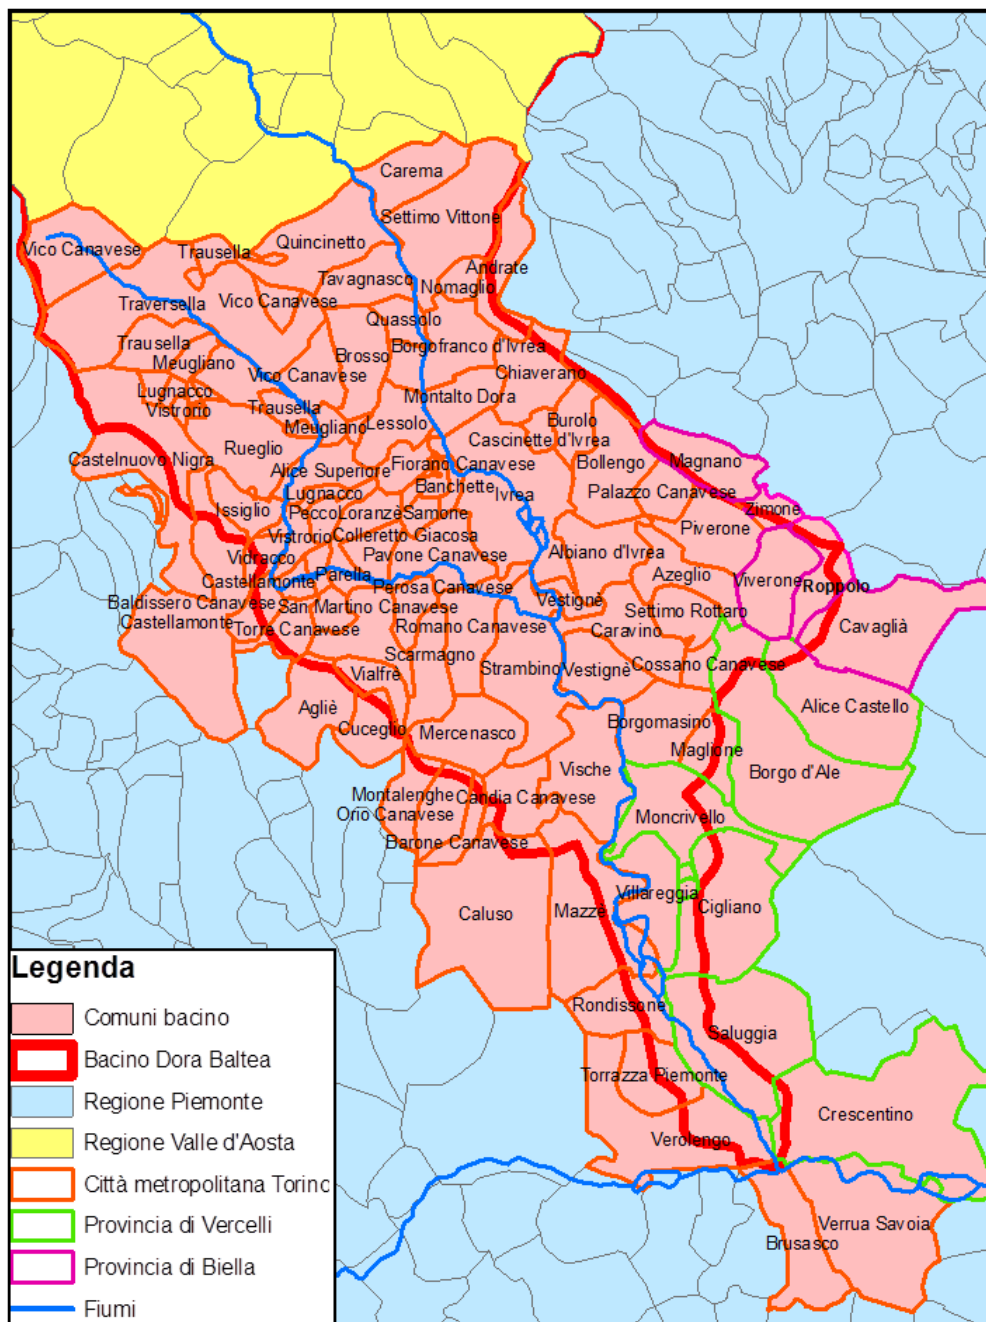 Carema
Settimo Vittone
Quincinetto
Vico Canavese
Trausella
Andrate
Tavagnasco
Nomaglio
Traversella
Vico Canavese
Quassolo
Trausella
Borgofranco d'Ivrea
Brosso
Meugliano
Chiaverano
Vico Canavese
Lugnacco
Montalto Dora
Trausella
Vistrorio
Burolo
Meugliano
Lessolo
Cascinette d'Ivrea
Rueglio
Castelnuovo Nigra
Magnano
Bollengo
Fiorano Canavese
Alice Superiore
Banchette
Lugnacco
Ivrea
Palazzo Canavese
Issiglio
Pecco
Loranzè
Samone
Zimone
Piverone
Vistrorio
Colleretto Giacosa
Albiano d'Ivrea
Pavone Canavese
Vidracco
Parella
Azeglio
Viverone
Castellamonte
Perosa Canavese
Roppolo
Baldissero Canavese
San Martino Canavese
Vestignè
Settimo Rottaro
Castellamonte
Torre Canavese
Romano Canavese
Caravino
Cavaglià
Scarmagno
Strambino
Vestignè
Cossano Canavese
Vialfrè
Agliè
Alice Castello
Borgomasino
Cuceglio
Mercenasco
Maglione
Vische
Borgo d'Ale
Montalenghe
Candia Canavese
Orio Canavese
Moncrivello
Barone Canavese
Villareggia
Caluso
Mazzè
Cigliano
Rondissone
Saluggia
Torrazza Piemonte
Crescentino
Verolengo
Verrua Savoia
Brusasco
Legenda
Comuni bacino
Bacino Dora Baltea
Regione Piemonte
Regione Valle d'Aosta
Città metropolitana Torino
Provincia di Vercelli
Provincia di Biella
Fiumi